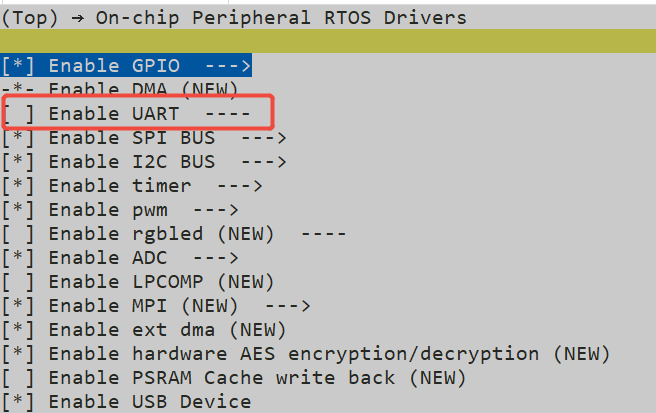 (Top) → On-chip Peripheral RTOS Drivers
[*] Enable GPIO  --->
-*- Enable DMA (NEW)
[ ] Enable UART  ----
[*] Enable SPI BUS  --->
[*] Enable I2C BUS  --->
[*] Enable timer  --->
[*] Enable pwm  --->
[ ] Enable rgbled (NEW)  ----
[*] Enable ADC  --->
[ ] Enable LPCOMP (NEW)
[*] Enable MPI (NEW)  --->
[*] Enable ext dma (NEW)
[*] Enable hardware AES encryption/decryption (NEW)
[ ] Enable PSRAM Cache write back (NEW)
[*] Enable USB Device